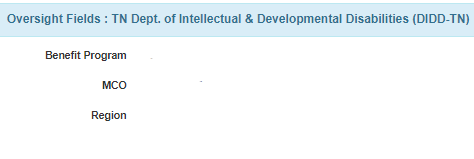 Oversight Fields : TN Dept. of Intellectual & Developmental Disabilities (DIDD-TN)
Benefit Program
MCO
Region